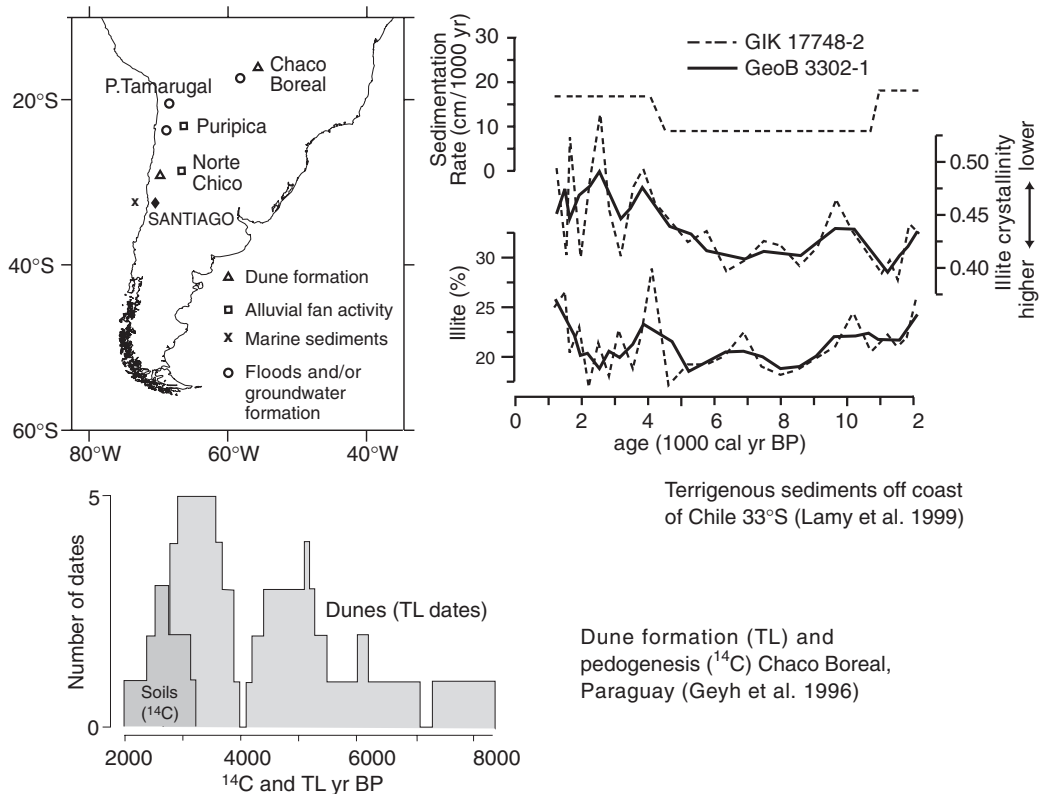 20°S
40°S
60°S
80°W
60°W
40°W
P.Tamarugal
Chaco
Boreal
Puripica
Norte
Chico
SANTIAGO
Dune formation
Alluvial fan activity
x Marine sediments
Floods and/or
groundwater
formation
Sedimentation
Rate (cm/1000 yr)
30
20
10
0
GIK 17748-2
GeoB 3302-1
0.50
0.45
0.40
Illite crystallinity
higher
lower
Illite (%)
30
25
20
0 2 4 6 8 10 2
age (1000 cal yr BP)
Terrigenous sediments off coast
of Chile 33°S (Lamy et al. 1999)
5
0
Number of dates
Dunes (TL dates)
Soils
(14C)
2000 4000 6000 8000
14C and TL yr BP
Dune formation (TL) and
pedogenesis (14C) Chaco Boreal,
Paraguay (Geyh et al. 1996)